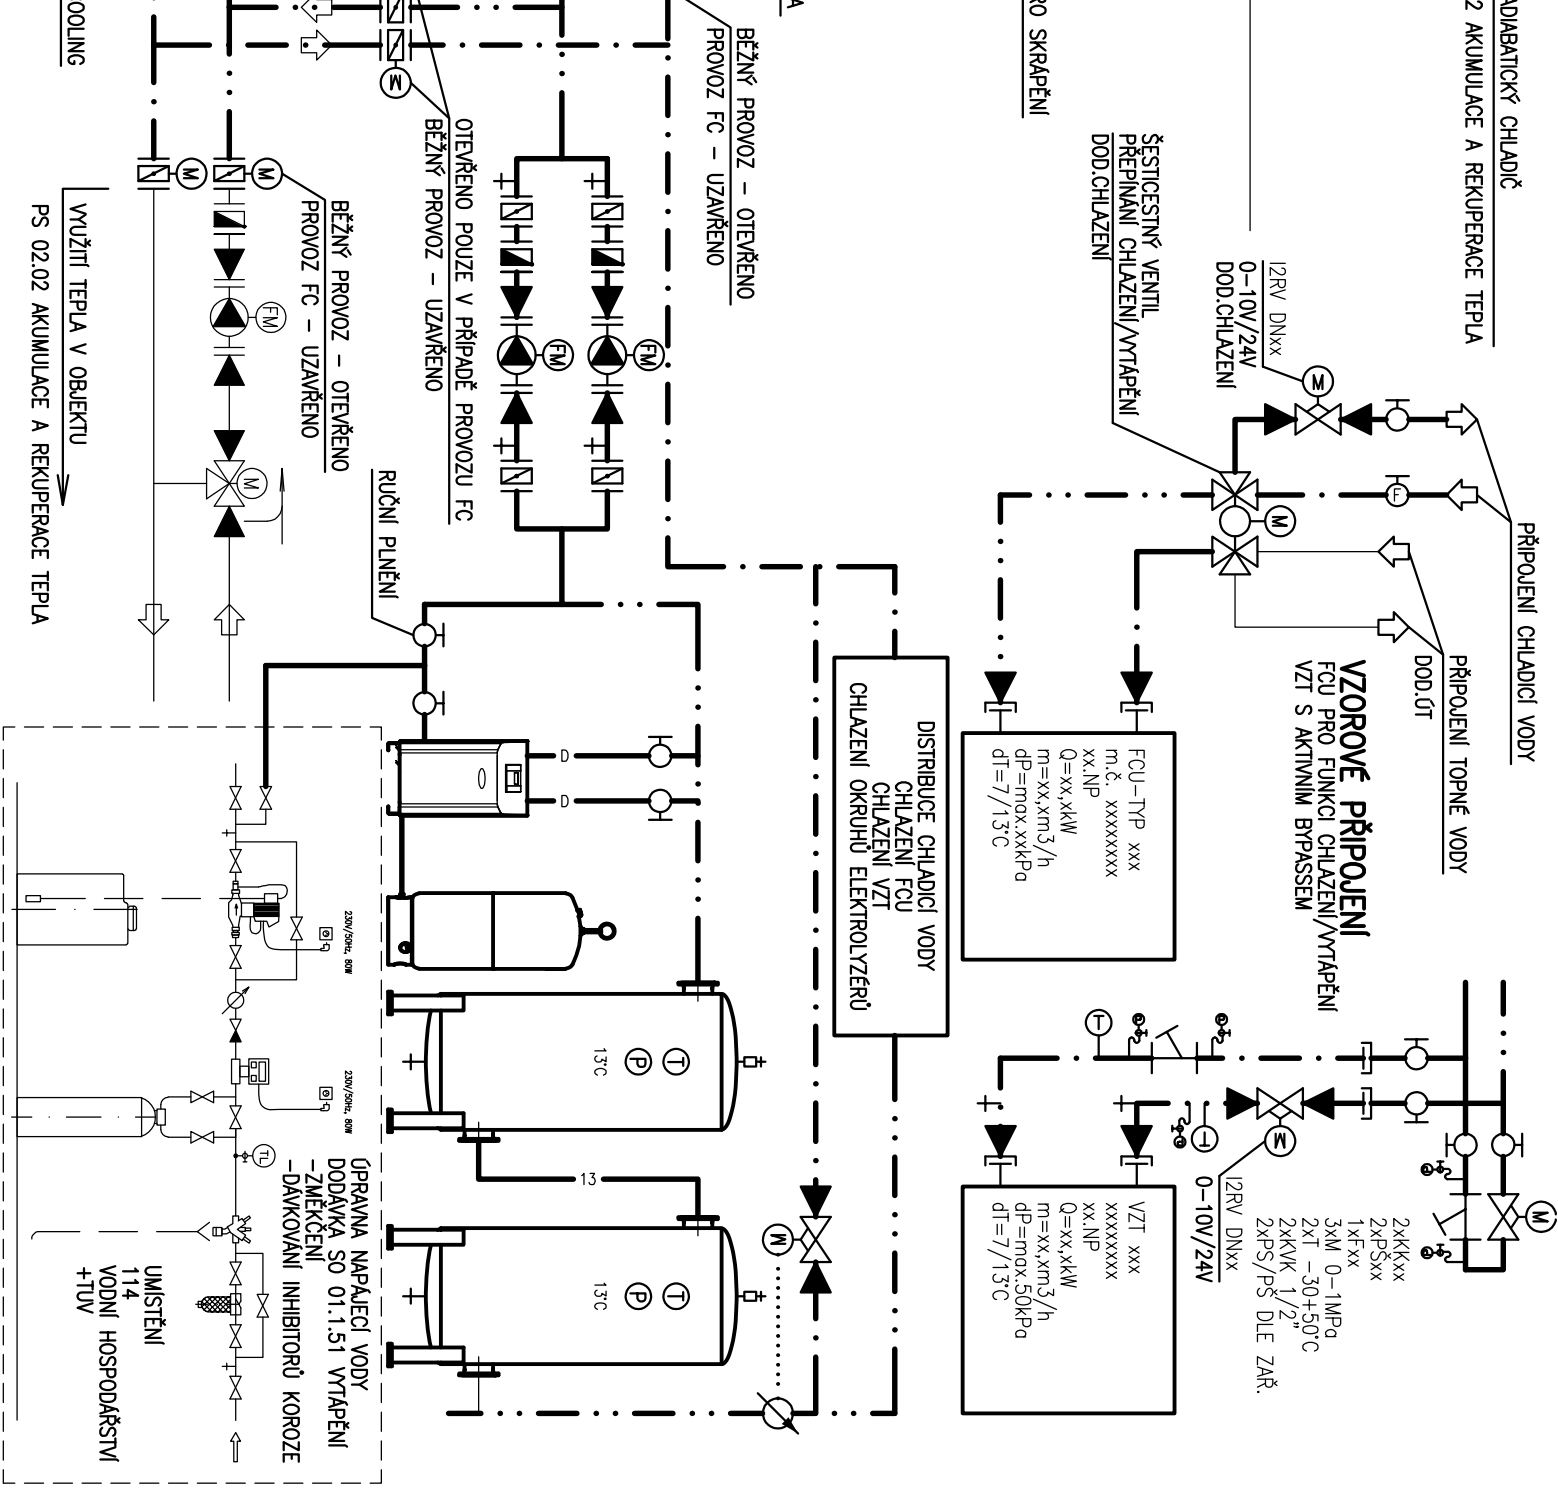 ADIABATICKÝ CHLADIČ
2 AKUMULACE A REKUPERACE TEPLA
RO SKRÁPĚNÍ
A
OOLING
PŘIPOJENÍ CHLADICÍ VODY
PŘIPOJENÍ TOPNÉ VODY
DOD.ÚT
I2RV DNxx
0-10V/24V
DOD.CHLAZENÍ
ŠESTICESTNÝ VENTIL
PŘEPÍNÁNÍ CHLAZENÍ/VYTÁPĚNÍ
DOD.CHLAZENÍ
M
F
M
VZOROVÉ PŘIPOJENÍ
FCU PRO FUNKCI CHLAZENÍ/VYTÁPĚNÍ
VZT S AKTIVNÍM BYPASSEM
FCU-TYP xxx
m.č. xxxxxxxx
xx.NP
Q=xx,xkW
m=xx,xm3/h
dP=max.xxkPa
dT=7/13°C
2xKKxx
2xPŠxx
1xFxx
3xM 0-1MPa
2xT -30+50°C
2xKVK 1/2"
2xPS/PŠ DLE ZAŘ.
I2RV DNxx
0-10V/24V
M
M
T
T
VZT xxx
xxxxxxxx
xx.NP
Q=xx,xkW
m=xx,xm3/h
dP=max.50kPa
dT=7/13°C
BĚŽNÝ PROVOZ - OTEVŘENO
PROVOZ FC - UZAVŘENO
DISTRIBUCE CHLADICÍ VODY
CHLAZENÍ FCU
CHLAZENÍ VZT
CHLAZENÍ OKRUHŮ ELEKTROLYZÉRŮ
M
OTEVŘENO POUZE V PŘÍPADĚ PROVOZU FC
BĚŽNÝ PROVOZ - UZAVŘENO
M
FM
FM
BĚŽNÝ PROVOZ - OTEVŘENO
PROVOZ FC - UZAVŘENO
M
M
FM
M
VYUŽITÍ TEPLA V OBJEKTU
PS 02.02 AKUMULACE A REKUPERACE TEPLA
RUČNÍ PLNĚNÍ
D
D
T
P
13°C
13
T
P
13°C
230V/50Hz, 80W
230V/50Hz, 80W
TL
ÚPRAVNA NAPÁJECÍ VODY
DODÁVKA SO 01.1.51 VYTÁPĚNÍ
-ZMĚKČENÍ
-DÁVKOVÁNÍ INHIBITORŮ KOROZE
UMÍSTĚNÍ
114
VODNÍ HOSPODÁŘSTVÍ
+TUV